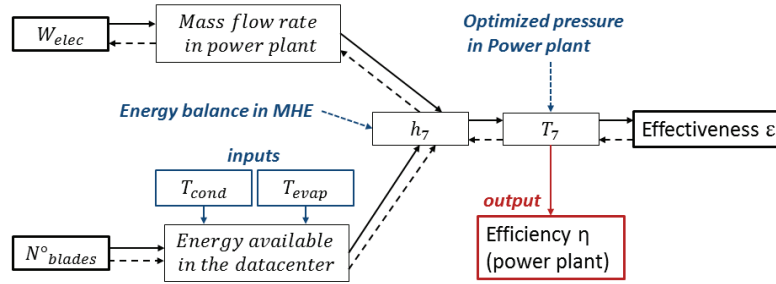 W_elec
Mass flow rate
in power plant
Optimized pressure
in Power plant
Energy balance in MHE
h_7
T_7
Effectiveness ε
inputs
T_cond
T_evap
output
N°_blades
Energy available
in the datacenter
Efficiency η
(power plant)